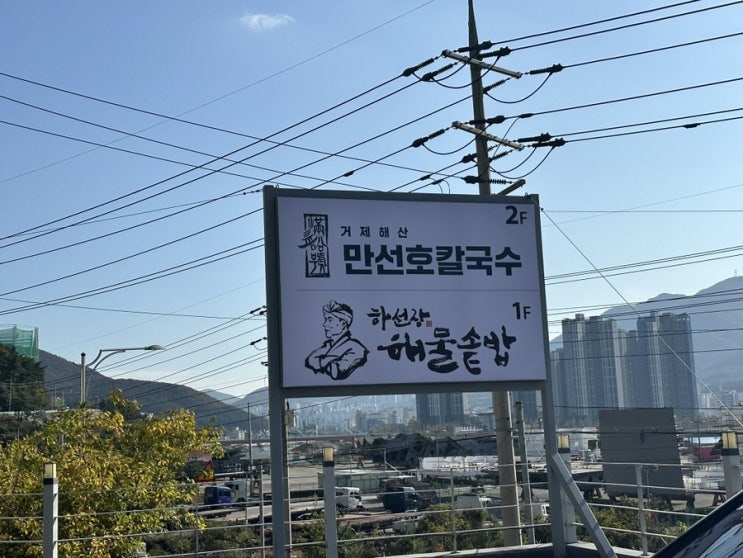 거제해산
2F
만선호칼국수
하선장
1F
해물솥밥